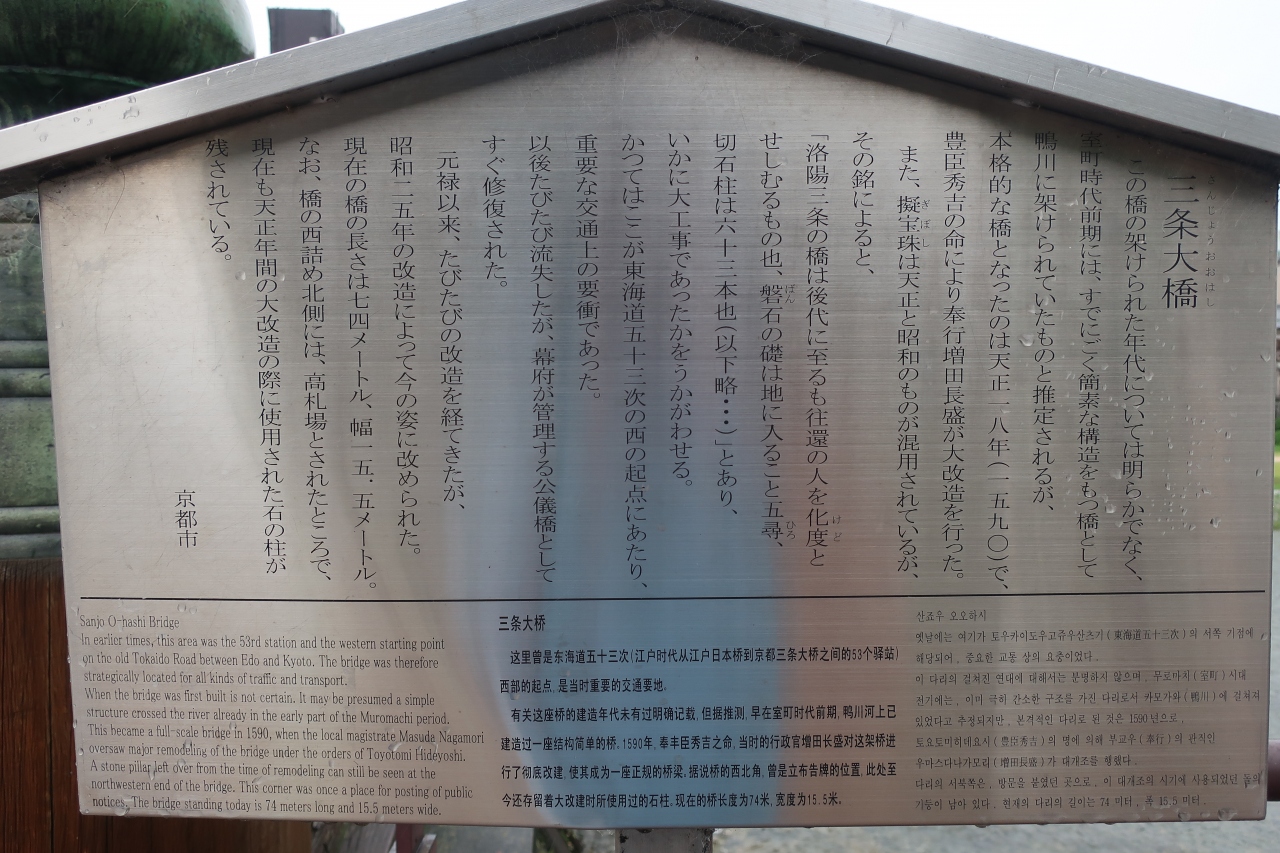 さんじょうおおはし
三条大橋
この橋の架けられた年代については明らかでなく、
室町時代前期には、すでにごく簡素な構造をもつ橋として
鴨川に架けられていたものと推定されるが、
本格的な橋となったのは天正一八年(一五九〇)で、
豊臣秀吉の命により奉行増田長盛が大改造を行った。
また、擬宝珠は天正と昭和のものが混用されているが、
ぎぼし
その銘によると、
「洛陽三条の橋は後代に至るも往還の人を化度と
けど
せしむるもの也、磐石の礎は地に入ること五尋、
ばん
ひろ
切石柱は六十三本也(以下略・・・)」とあり、
いかに大工事であったかをうかがわせる。
かつてはここが東海道五十三次の西の起点にあたり、
重要な交通上の要衝であった。
以後たびたび流失したが、幕府が管理する公儀橋として
すぐ修復された。
元禄以来、たびたびの改造を経てきたが、
昭和二五年の改造によって今の姿に改められた。
現在の橋の長さは七四メートル、幅一五.五メートル。
なお、橋の西詰め北側には、高札場とされたところで、
現在も天正年間の大改造の際に使用された石の柱が
残されている。
京都市
Sanjo O-hashi Bridge
In earlier times, this area was the 53rd station and the western starting point
on the old Tokaido Road between Edo and Kyoto. The bridge was therefore
strategically located for all kinds of traffic and transport.
When the bridge was first built is not certain. It may be presumed a simple
structure crossed the river already in the early part of the Muromachi period.
This became a full-scale bridge in 1590, when the local magistrate Masuda Nagamori
oversaw major remodeling of the bridge under the orders of Toyotomi Hideyoshi.
A stone pillar left over from the time of remodeling can still be seen at the
northwestern end of the bridge. This corner was once a place for posting of public
notices. The bridge standing today is 74 meters long and 15.5 meters wide.
三条大桥
这里曾是东海道五十三次(江户时代从江户日本桥到京都三条大桥之间的53个驿站)
西部的起点,是当时重要的交通要地。
有关这座桥的建造年代未有过明确记载,但据推测,早在室町时代前期,鸭川河上已
建造过一座结构简单的桥。1590年,奉丰臣秀吉之命,当时的行政官增田长盛对这架桥进
行了彻底改建,使其成为一座正规的桥梁。据说桥的西北角,曾是立布告牌的位置,此处至
今还存留着大改建时所使用过的石柱。现在的桥长度为74米,宽度为15.5米。
산죠우 오오하시
옛날에는 여기가 토우카이도우고쥬우산츠기(東海道五十三次)의 서쪽 기점에
해당되어, 중요한 교통 상의 요충이었다.
이 다리의 걸쳐진 연대에 대해서는 분명하지 않으며, 무로마치(室町)시대
전기에는, 이미 극히 간소한 구조를 가진 다리로서 카모가와(鴨川)에 걸쳐져
있었다고 추정되지만, 본격적인 다리로 된 것은 1590년으로,
토요토미히데요시(豊臣秀吉)의 명에 의해 부교우(奉行)의 관직인
우마스다나가모리(増田長盛)가 대개조를 행했다.
다리의 서북쪽은, 방문을 붙였던 곳으로, 이 대개조의 시기에 사용되었던 돌의
기둥이 남아 있다. 현재의 다리의 길이는 74 미터, 폭 15.5 미터.